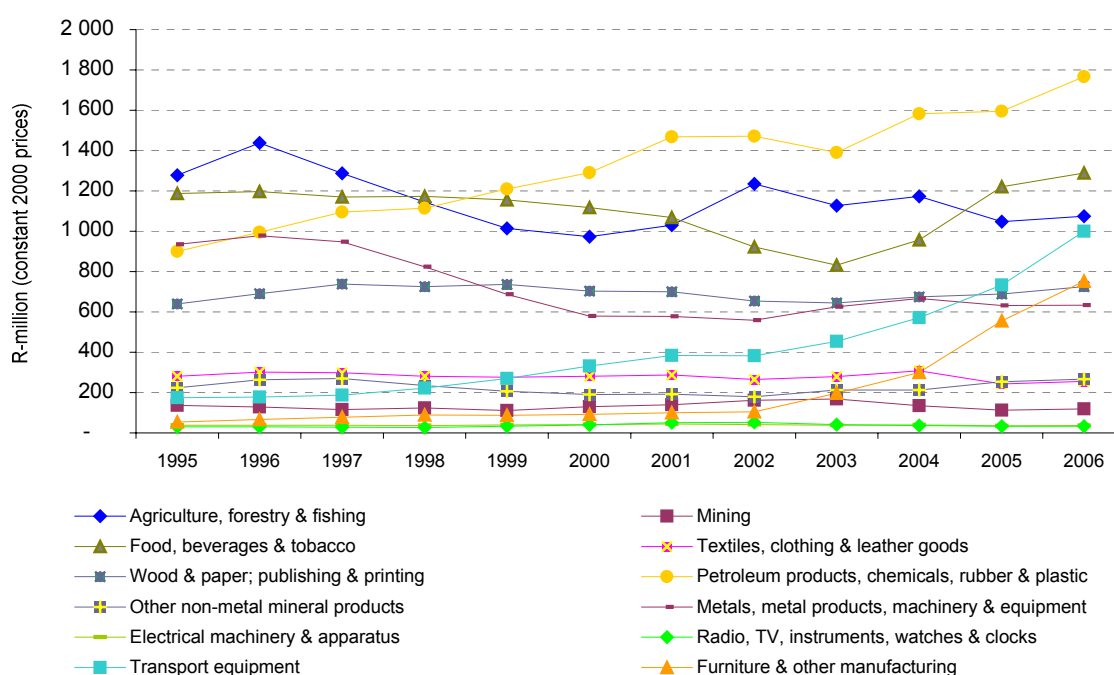 2 000
1 800
1 600
1 400
1 200
1 000
800
600
400
200
-
R-million (constant 2000 prices)
1995 1996 1997 1998 1999 2000 2001 2002 2003 2004 2005 2006
Agriculture, forestry & fishing Mining
Food, beverages & tobacco Textiles, clothing & leather goods
Wood & paper; publishing & printing Petroleum products, chemicals, rubber & plastic
Other non-metal mineral products Metals, metal products, machinery & equipment
Electrical machinery & apparatus Radio, TV, instruments, watches & clocks
Transport equipment Furniture & other manufacturing